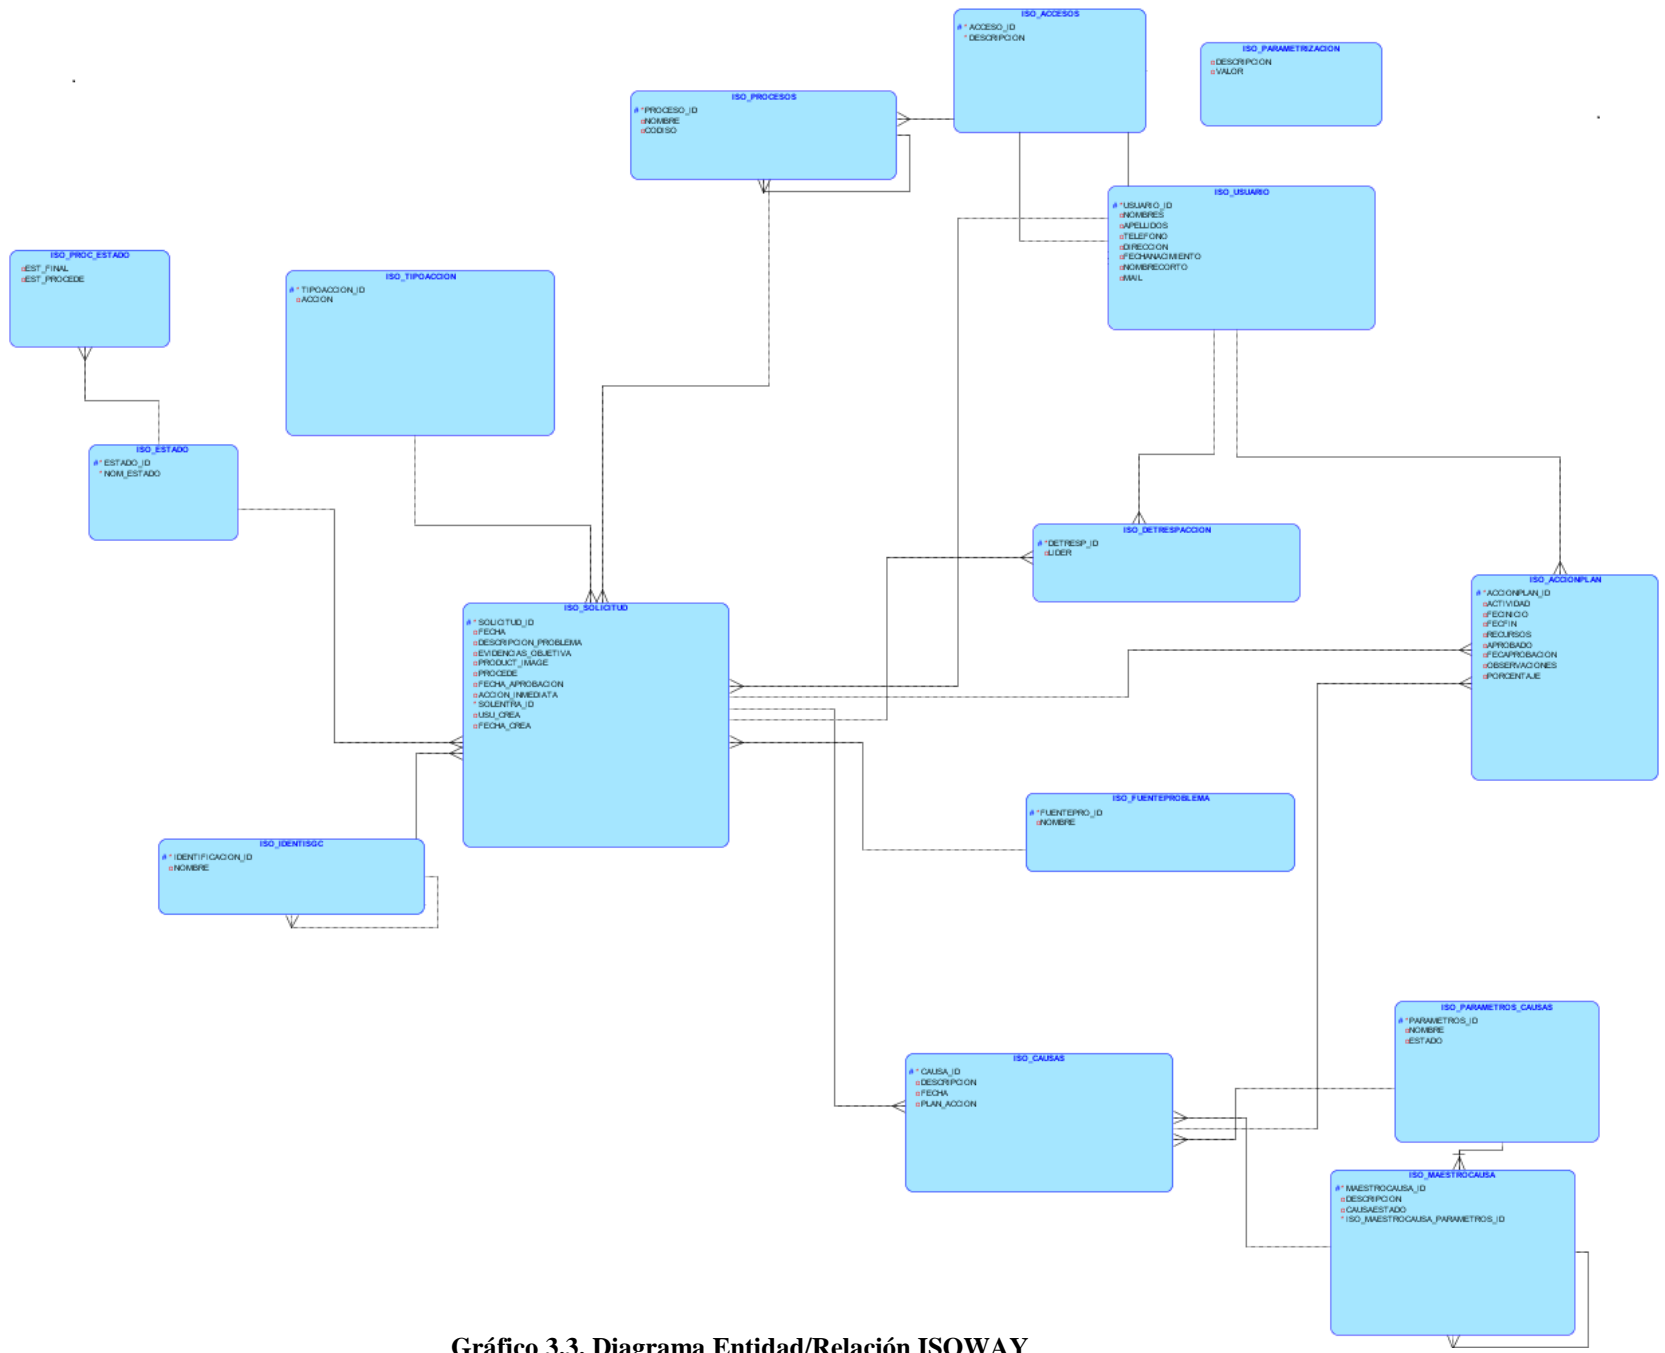 ISO_ACCESOS
# * ACCESO_ID
* DESCRIPCION
ISO_PARAMETRIZACION
DESCRIPCION
VALOR
ISO_PROCESOS
# * PROCESO_ID
NOMBRE
CODISO
ISO_USUARIO
# * USUARIO_ID
NOMBRES
APELLIDOS
TELEFONO
DIRECCION
FECHANACIMIENTO
NOMBRECORTO
MAIL
ISO_PROC_ESTADO
EST_FINAL
EST_PROCEDE
ISO_TIPOACCION
# * TIPOACCION_ID
ACCION
ISO_ESTADO
# * ESTADO_ID
* NOM_ESTADO
ISO_DETRESPACCION
# * DETRESP_ID
LIDER
ISO_ACCIONPLAN
# * ACCIONPLAN_ID
ACTIVIDAD
FECINICIO
FECFIN
RECURSOS
APROBADO
FECAPROBACION
OBSERVACIONES
PORCENTAJE
ISO_SOLICITUD
# * SOLICITUD_ID
FECHA
DESCRIPCION_PROBLEMA
EVIDENCIAS_OBJETIVA
PRODUCT_IMAGE
PROCEDE
FECHA_APROBACION
ACCION_INMEDIATA
* SOLENTRA_ID
USU_CREA
FECHA_CREA
ISO_FUENTEPROBLEMA
# * FUENTEPRO_ID
NOMBRE
ISO_IDENTISGC
# * IDENTIFICACION_ID
NOMBRE
ISO_PARAMETROS_CAUSAS
# * PARAMETROS_ID
NOMBRE
ESTADO
ISO_CAUSAS
# * CAUSA_ID
DESCRIPCION
FECHA
PLAN_ACCION
ISO_MAESTROCAUSA
# * MAESTROCAUSA_ID
DESCRIPCION
CAUSAESTADO
* ISO_MAESTROCAUSA_PARAMETROS_ID
Gráfico 3.3. Diagrama Entidad/Relación ISOWAY